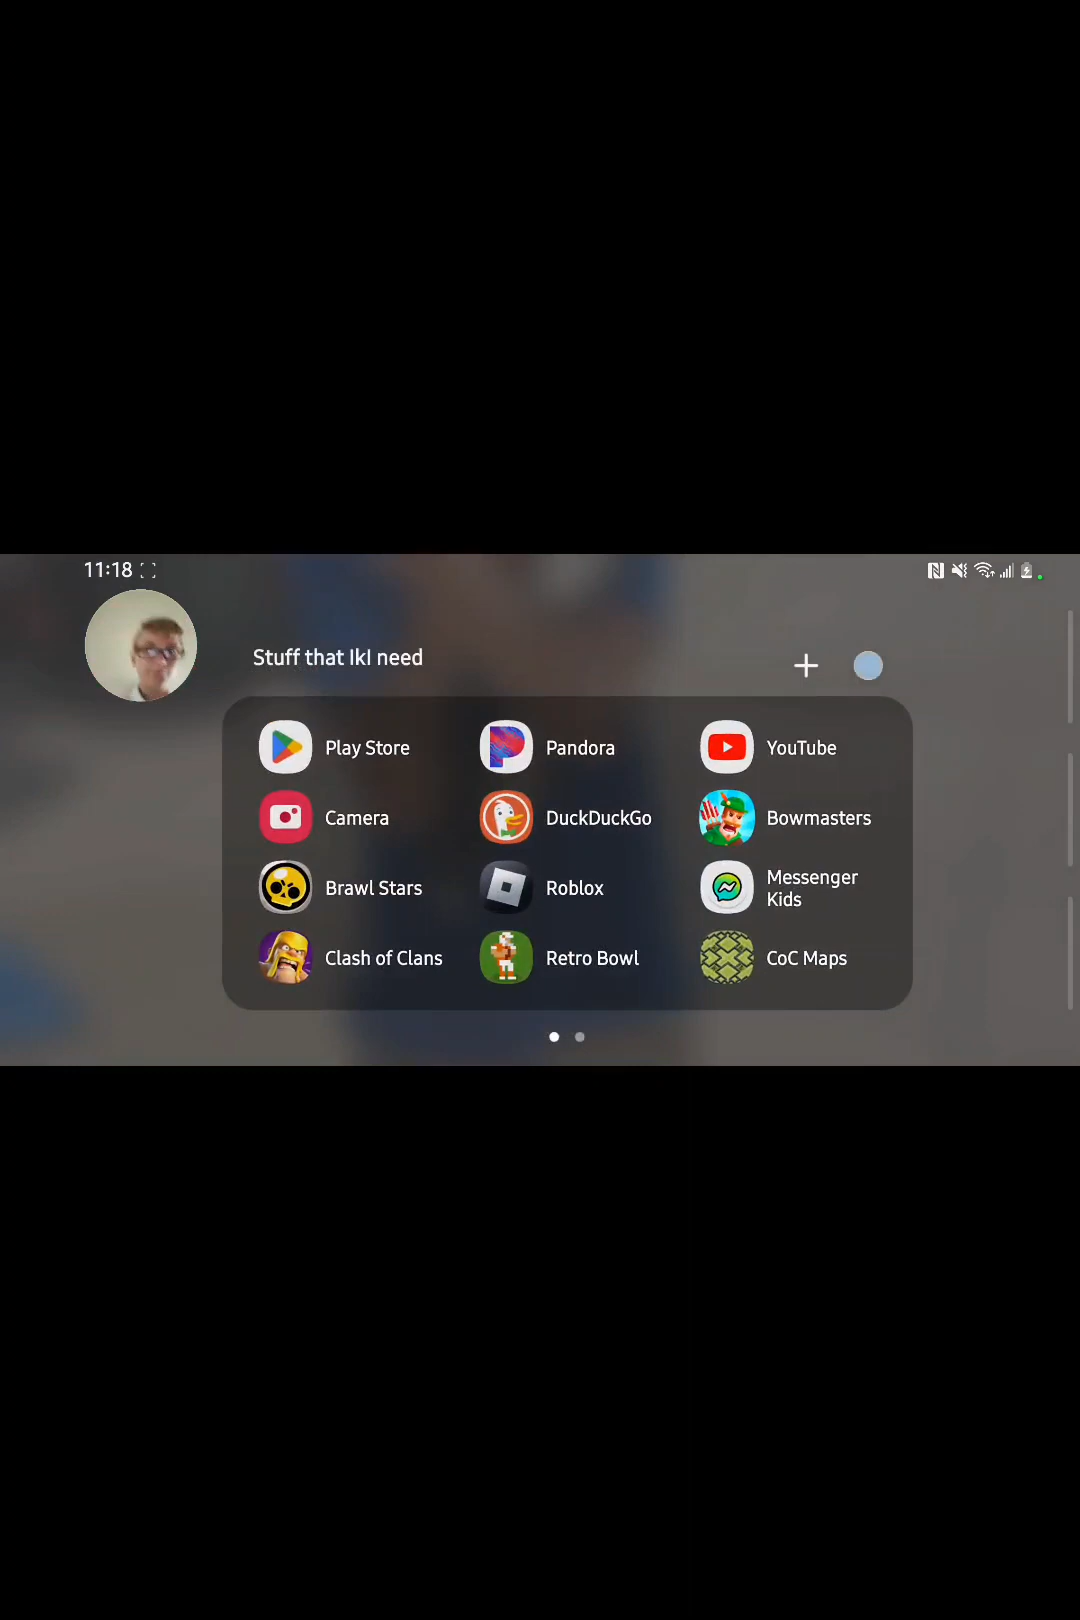 11:18
Stuff that IkI need
Play Store
Pandora
YouTube
Camera
DuckDuckGo
Bowmasters
Brawl Stars
Roblox
Messenger
Kids
Clash of Clans
Retro Bowl
CoC Maps